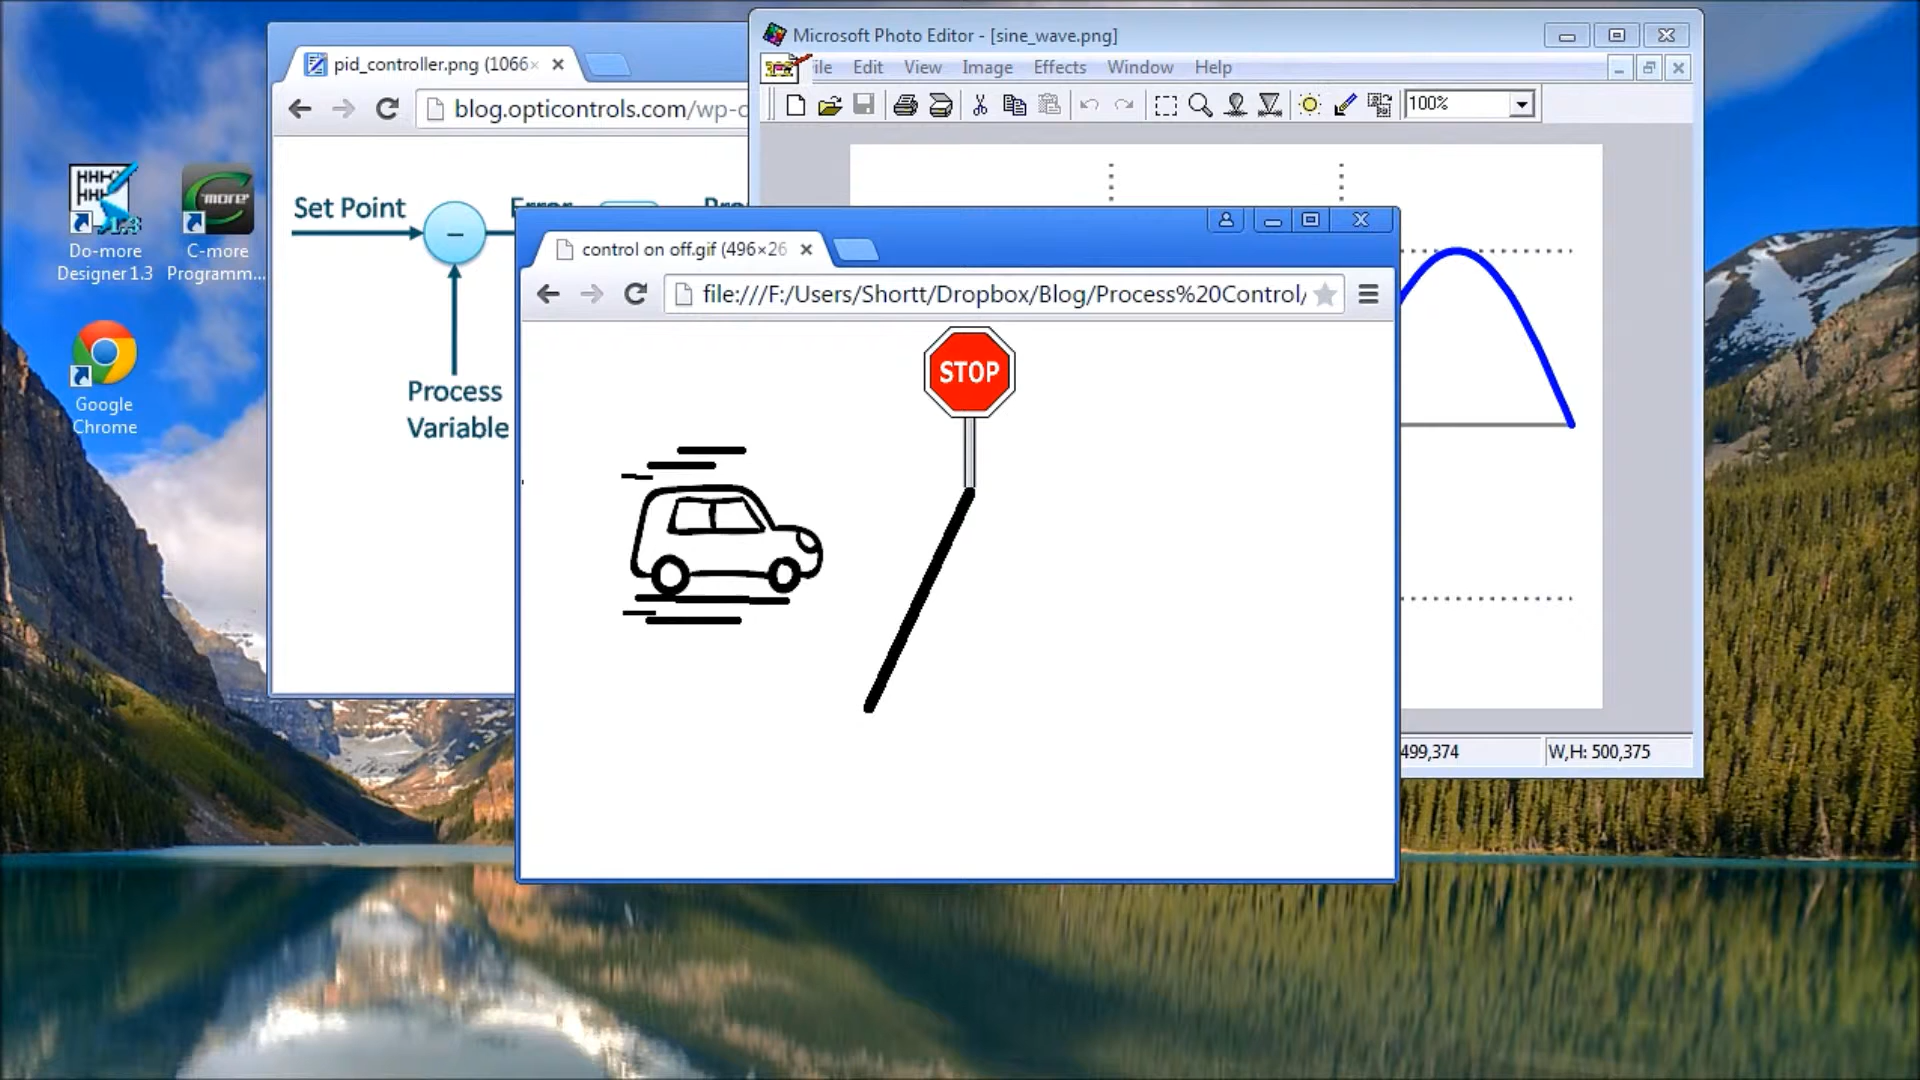 Microsoft Photo Editor - [sine_wave.png]
pid_controller.png (1066×
ile Edit View Image Effects Window Help
100%
blog.opticontrols.com/wp-c
Set Point
Error
Process
Variable
Do-more
Designer 1.3
C-more
Programm...
Google
Chrome
control on off.gif (496×26
file:///F:/Users/Shortt/Dropbox/Blog/Process%20Control/
STOP
499,374
W,H: 500,375